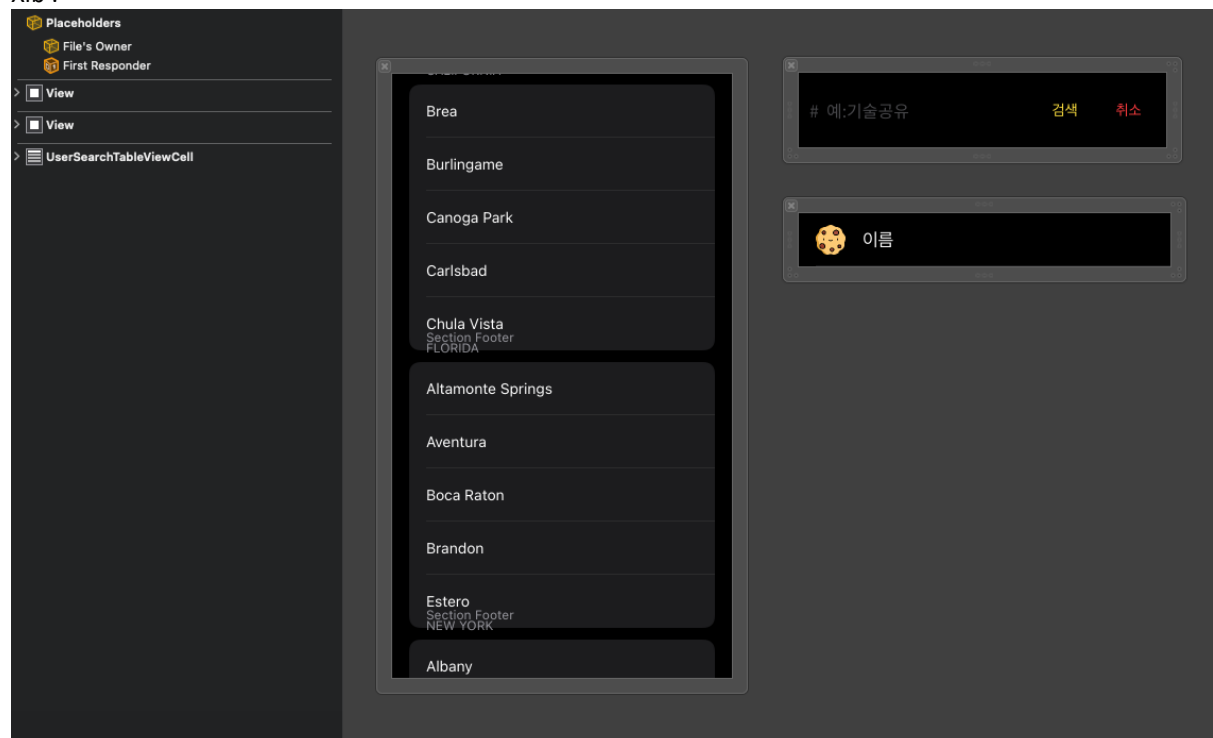 Placeholders
File's Owner
First Responder
View
View
UserSearchTableViewCell
Brea
Burlingame
Canoga Park
Carlsbad
Chula Vista
Section Footer
FLORIDA
Altamonte Springs
Aventura
Boca Raton
Brandon
Estero
Section Footer
NEW YORK
Albany
# 예:기술공유 검색 취소
이름